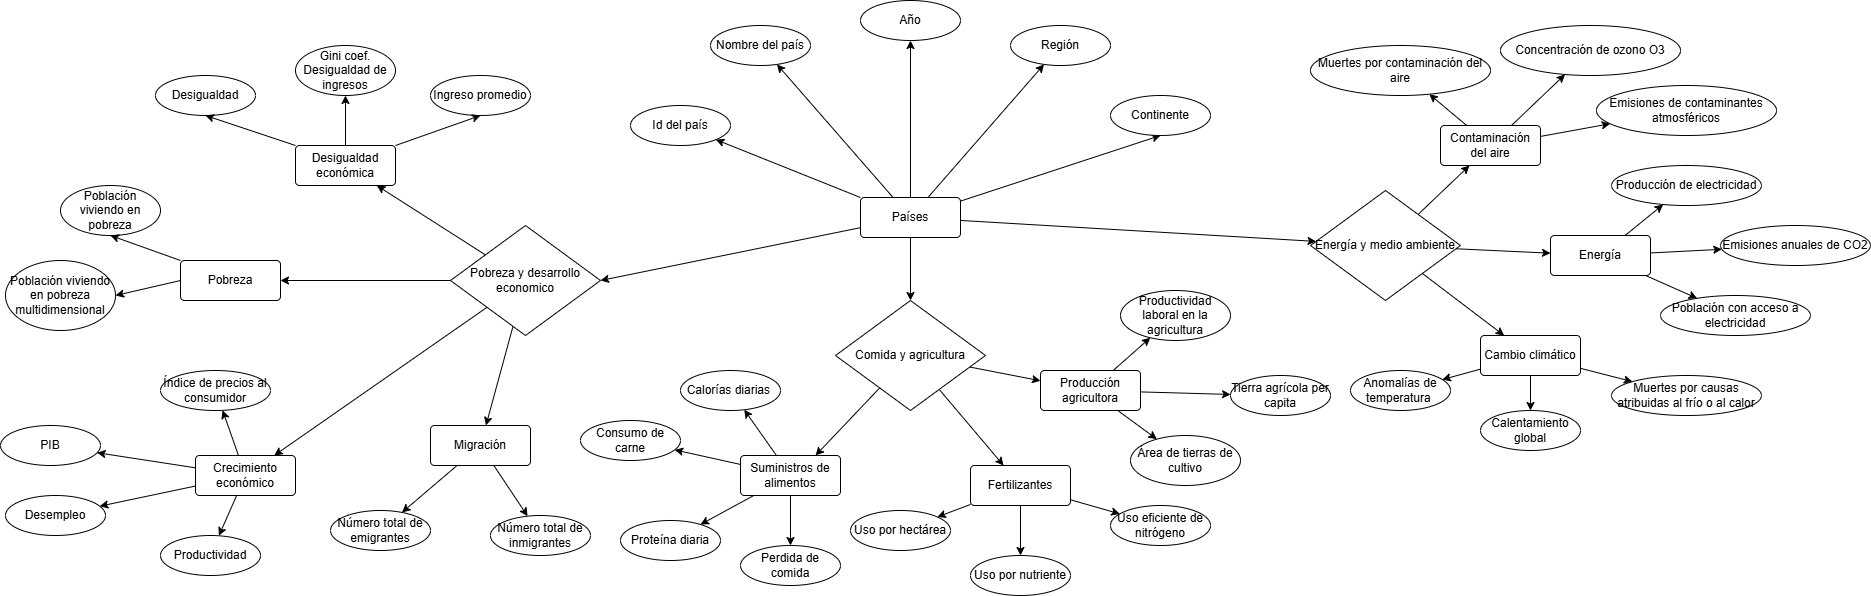 Año
Nombre del país
Región
Id del país
Continente
Países
Gini coef.
Desigualdad de
ingresos
Desigualdad
Ingreso promedio
Desigualdad
económica
Población
viviendo en
pobreza
Pobreza
Población viviendo
en pobreza
multidimensional
Pobreza y desarrollo
economico
Índice de precios al
consumidor
PIB
Crecimiento
económico
Desempleo
Productividad
Migración
Número total de
emigrantes
Número total de
inmigrantes
Comida y agricultura
Calorías diarias
Consumo de
carne
Suministros de
alimentos
Proteína diaria
Perdida de
comida
Fertilizantes
Uso por hectárea
Uso por nutriente
Uso eficiente de
nitrógeno
Productividad
laboral en la
agricultura
Producción
agricultora
Tierra agrícola per
capita
Área de tierras de
cultivo
Energía y medio ambiente
Muertes por contaminación del
aire
Concentración de ozono O3
Emisiones de contaminantes
atmosféricos
Contaminación
del aire
Producción de electricidad
Energía
Emisiones anuales de CO2
Población con acceso a
electricidad
Cambio climático
Anomalías de
temperatura
Calentamiento
global
Muertes por causas
atribuidas al frío o al calor